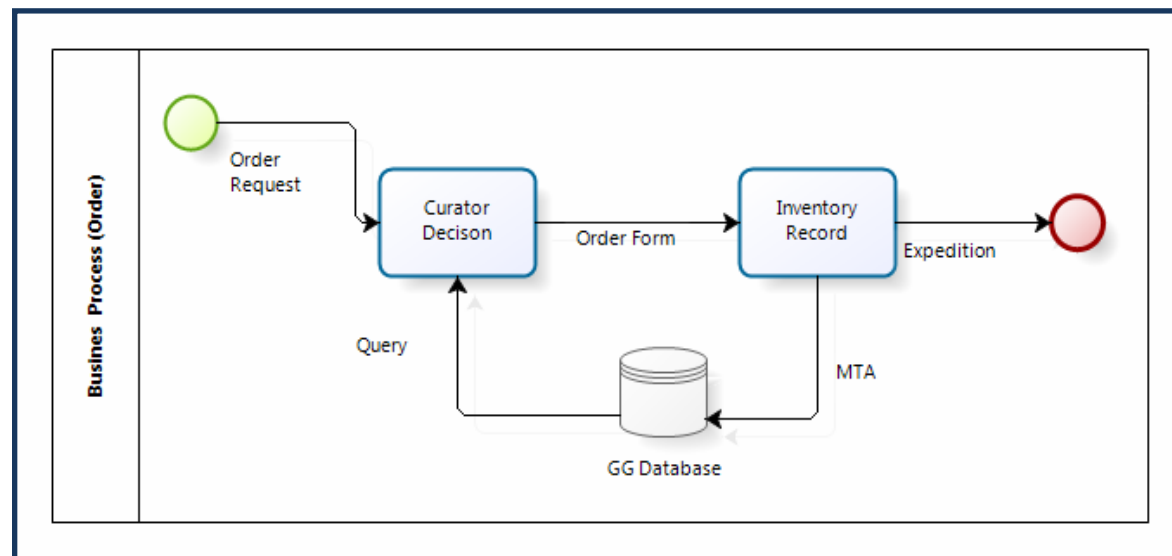 Busines Process (Order)
Order
Request
Curator
Decison
Order Form
Inventory
Record
Expedition
Query
MTA
GG Database